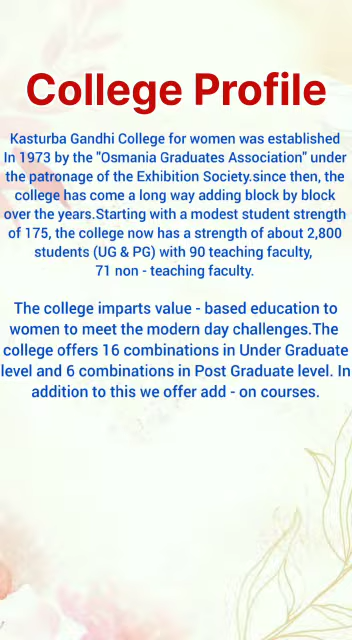 College Profile
Kasturba Gandhi College for women was established
In 1973 by the "Osmania Graduates Association" under
the patronage of the Exhibition Society.since then, the
college has come a long way adding block by block
over the years.Starting with a modest student strength
of 175, the college now has a strength of about 2,800
students (UG & PG) with 90 teaching faculty,
71 non - teaching faculty.
The college imparts value - based education to
women to meet the modern day challenges.The
college offers 16 combinations in Under Graduate
level and 6 combinations in Post Graduate level. In
addition to this we offer add - on courses.